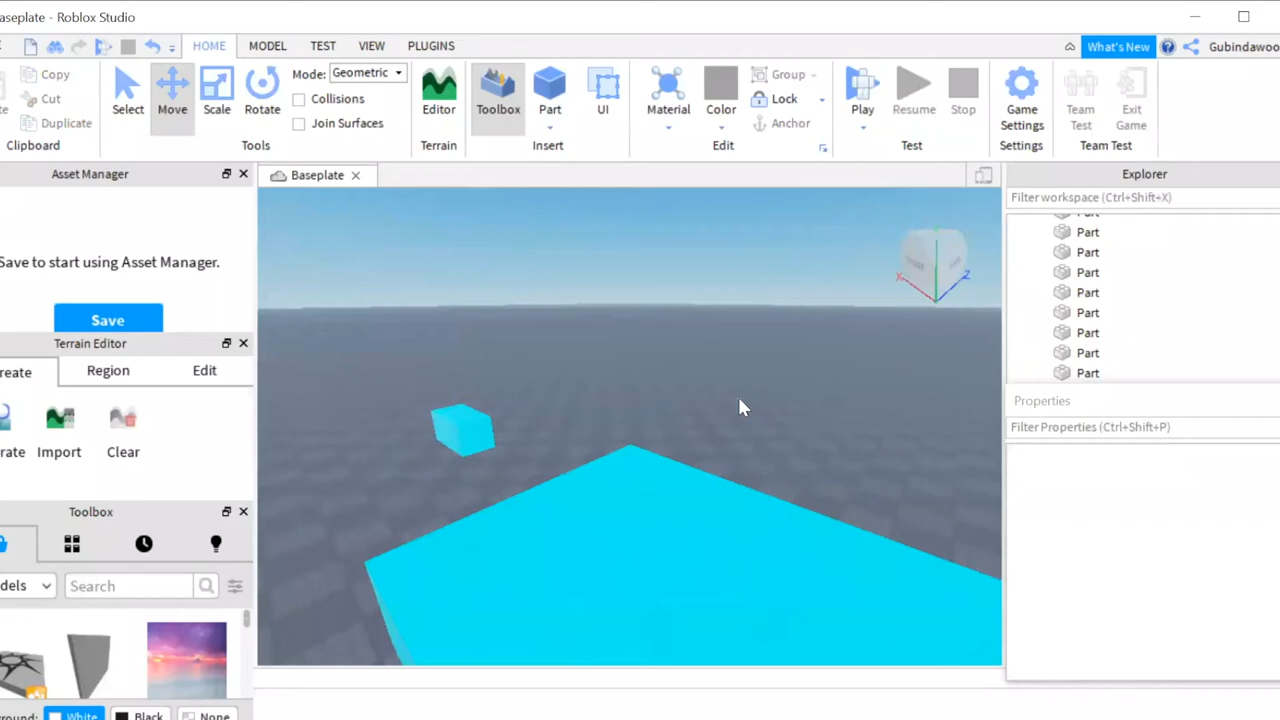 aseplate - Roblox Studio
HOME MODEL TEST VIEW PLUGINS What's New Gubindawoo
Copy
Cut
Duplicate
Clipboard
Select Move Scale Rotate
Mode: Geometric
Collisions
Join Surfaces
Tools
Editor
Terrain
Toolbox Part UI
Insert
Material Color
Group
Lock
Anchor
Edit
Play Resume Stop
Test
Game
Settings
Settings
Team
Test
Exit
Game
Team Test
Asset Manager
Save to start using Asset Manager.
Save
Terrain Editor
reate Region Edit
rate Import Clear
Toolbox
dels Search
round: White Black None
Baseplate
X Z
Explorer
Filter workspace (Ctrl+Shift+X)
Part
Part
Part
Part
Part
Part
Part
Part
Part
Properties
Filter Properties (Ctrl+Shift+P)